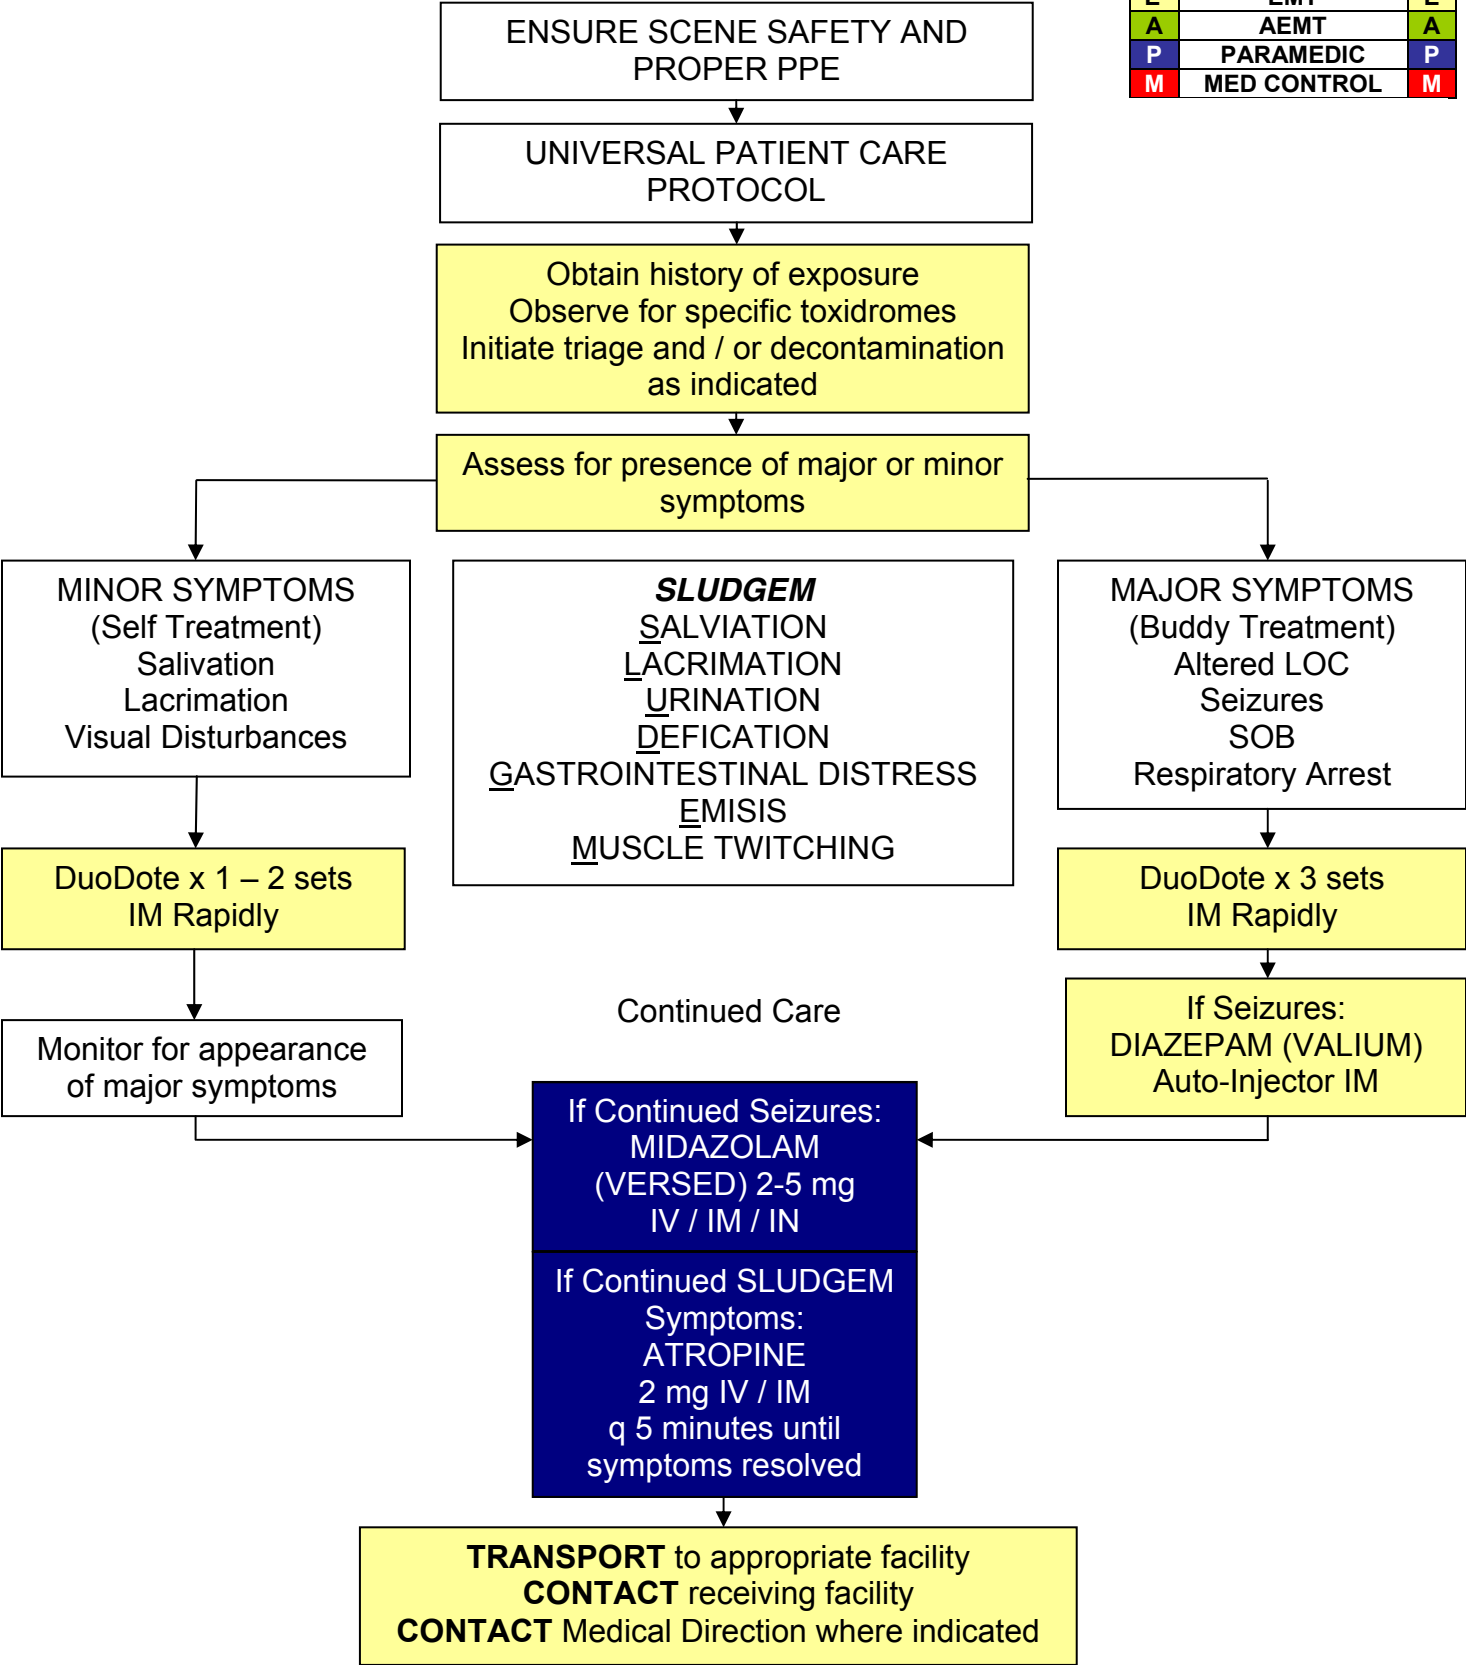 ENSURE SCENE SAFETY AND
PROPER PPE
E EMT E
A AEMT A
P PARAMEDIC P
M MED CONTROL M
UNIVERSAL PATIENT CARE
PROTOCOL
Obtain history of exposure
Observe for specific toxidromes
Initiate triage and / or decontamination
as indicated
Assess for presence of major or minor
symptoms
MINOR SYMPTOMS
(Self Treatment)
Salivation
Lacrimation
Visual Disturbances
SLUDGEM
SALVIATION
LACRIMATION
URINATION
DEFICATION
GASTROINTESTINAL DISTRESS
EMISIS
MUSCLE TWITCHING
MAJOR SYMPTOMS
(Buddy Treatment)
Altered LOC
Seizures
SOB
Respiratory Arrest
DuoDote x 1 – 2 sets
IM Rapidly
DuoDote x 3 sets
IM Rapidly
Monitor for appearance
of major symptoms
Continued Care
If Seizures:
DIAZEPAM (VALIUM)
Auto-Injector IM
If Continued Seizures:
MIDAZOLAM
(VERSED) 2-5 mg
IV / IM / IN
If Continued SLUDGEM
Symptoms:
ATROPINE
2 mg IV / IM
q 5 minutes until
symptoms resolved
TRANSPORT to appropriate facility
CONTACT receiving facility
CONTACT Medical Direction where indicated